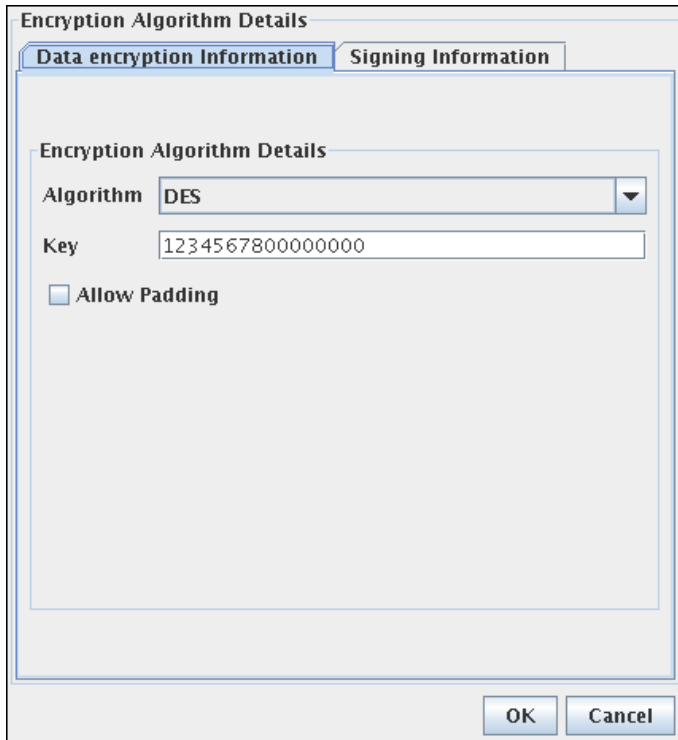 Encryption Algorithm Details
Data encryption Information Signing Information
Encryption Algorithm Details
Algorithm DES
Key 1234567800000000
Allow Padding
OK Cancel